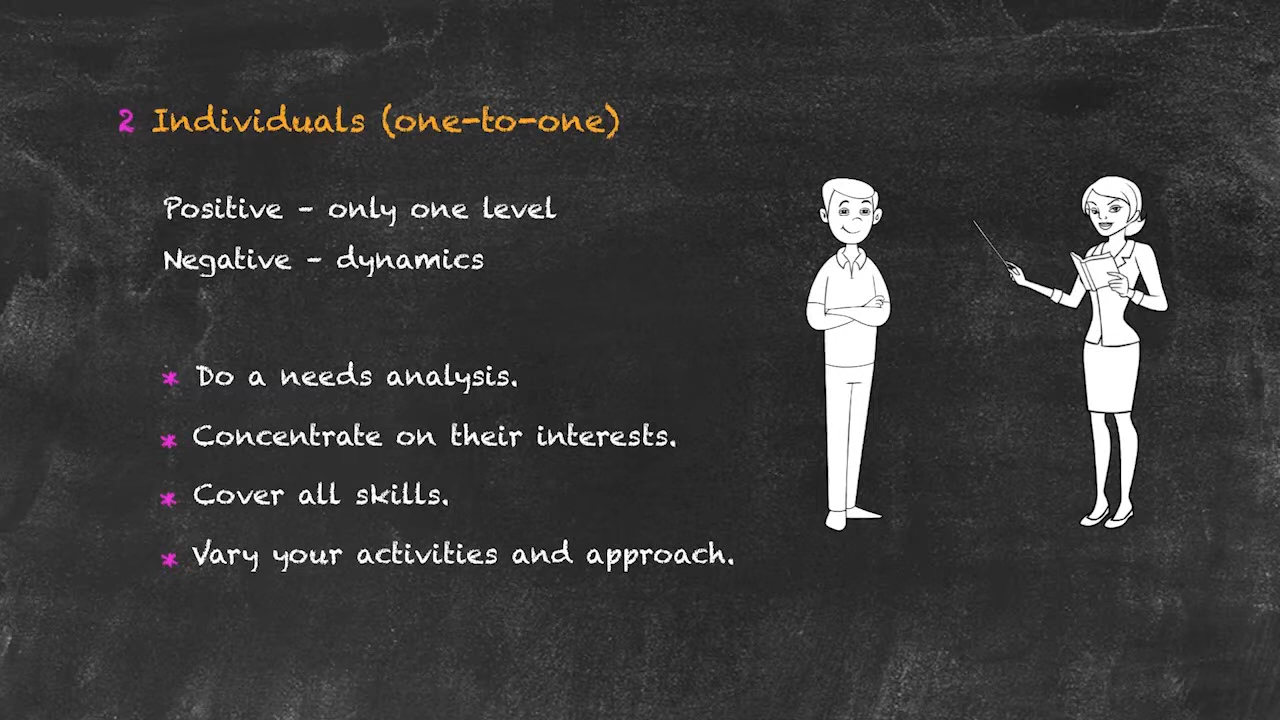 2 Individuals (one-to-one)
Positive - only one level
Negative - dynamics
* Do a needs analysis.
* Concentrate on their interests.
* Cover all skills.
* Vary your activities and approach.